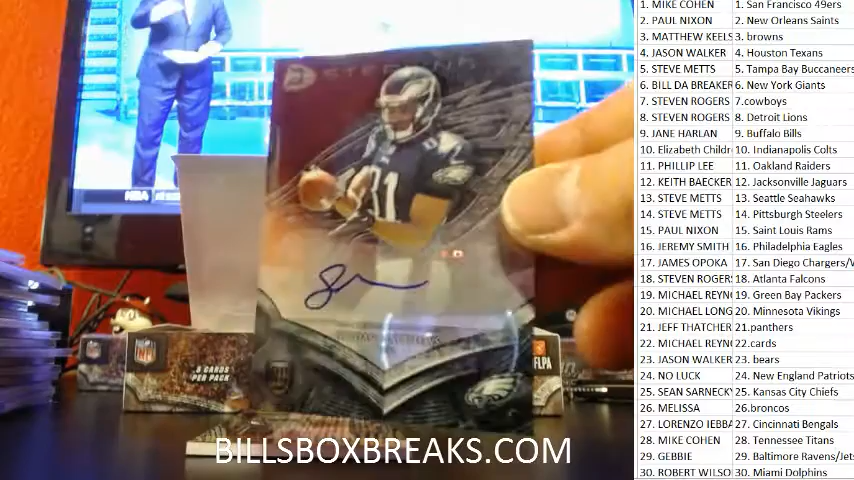 1. MIKE COHEN 1. San Francisco 49ers
2. PAUL NIXON 2. New Orleans Saints
3. MATTHEW KEELS 3. browns
4. JASON WALKER 4. Houston Texans
5. STEVE METTS 5. Tampa Bay Buccaneers
6. BILL DA BREAKER 6. New York Giants
7. STEVEN ROGERS 7.cowboys
8. STEVEN ROGERS 8. Detroit Lions
9. JANE HARLAN 9. Buffalo Bills
10. Elizabeth Childr 10. Indianapolis Colts
11. PHILLIP LEE 11. Oakland Raiders
12. KEITH BAECKER 12. Jacksonville Jaguars
13. STEVE METTS 13. Seattle Seahawks
14. STEVE METTS 14. Pittsburgh Steelers
15. PAUL NIXON 15. Saint Louis Rams
16. JEREMY SMITH 16. Philadelphia Eagles
17. JAMES OPOKA 17. San Diego Chargers/V
18. STEVEN ROGERS 18. Atlanta Falcons
19. MICHAEL REYN 19. Green Bay Packers
20. MICHAEL LONG 20. Minnesota Vikings
21. JEFF THATCHER 21.panthers
22. MICHAEL REYN 22.cards
23. JASON WALKER 23. bears
24. NO LUCK 24. New England Patriots
25. SEAN SARNECK 25. Kansas City Chiefs
26. MELISSA 26.broncos
27. LORENZO IEBBA 27. Cincinnati Bengals
28. MIKE COHEN 28. Tennessee Titans
29. GEBBIE 29. Baltimore Ravens/Jets
30. ROBERT WILSO 30. Miami Dolphins
STERLING
81
NBA
NFL
5 CARDS
PER PACK
FLPA
BILLSBOXBREAKS.COM